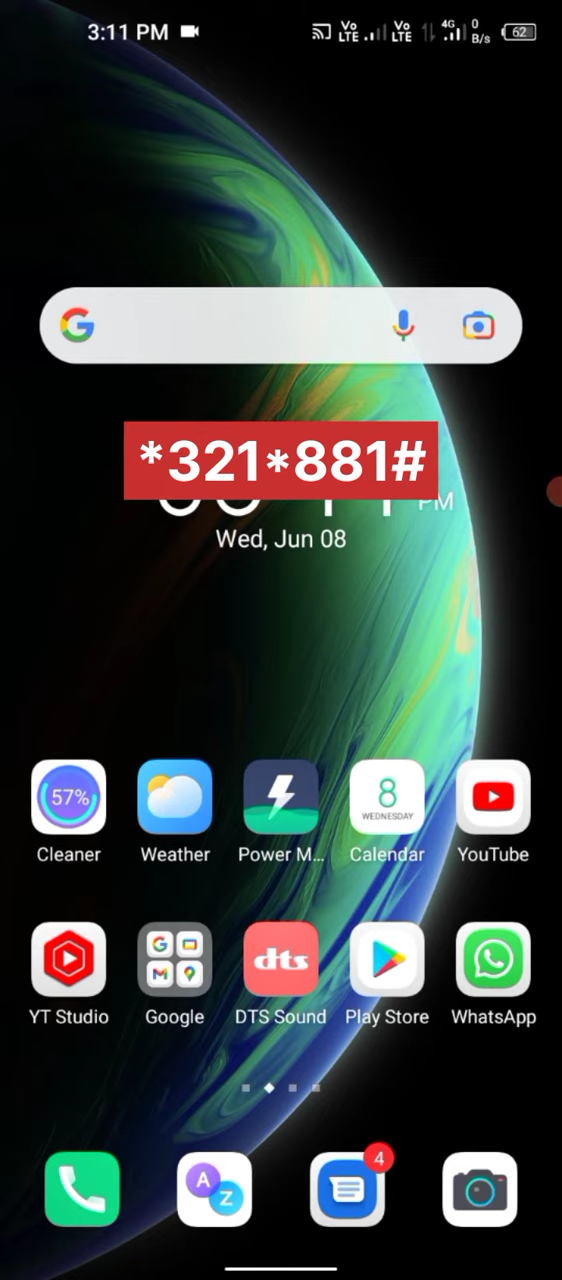 3:11 PM
Vo LTE Vo LTE 4G 0 B/s 62
*321*881#
PM
Wed, Jun 08
57% 8 WEDNESDAY
Cleaner Weather Power M... Calendar YouTube
dts
YT Studio Google DTS Sound Play Store WhatsApp
4
A Z